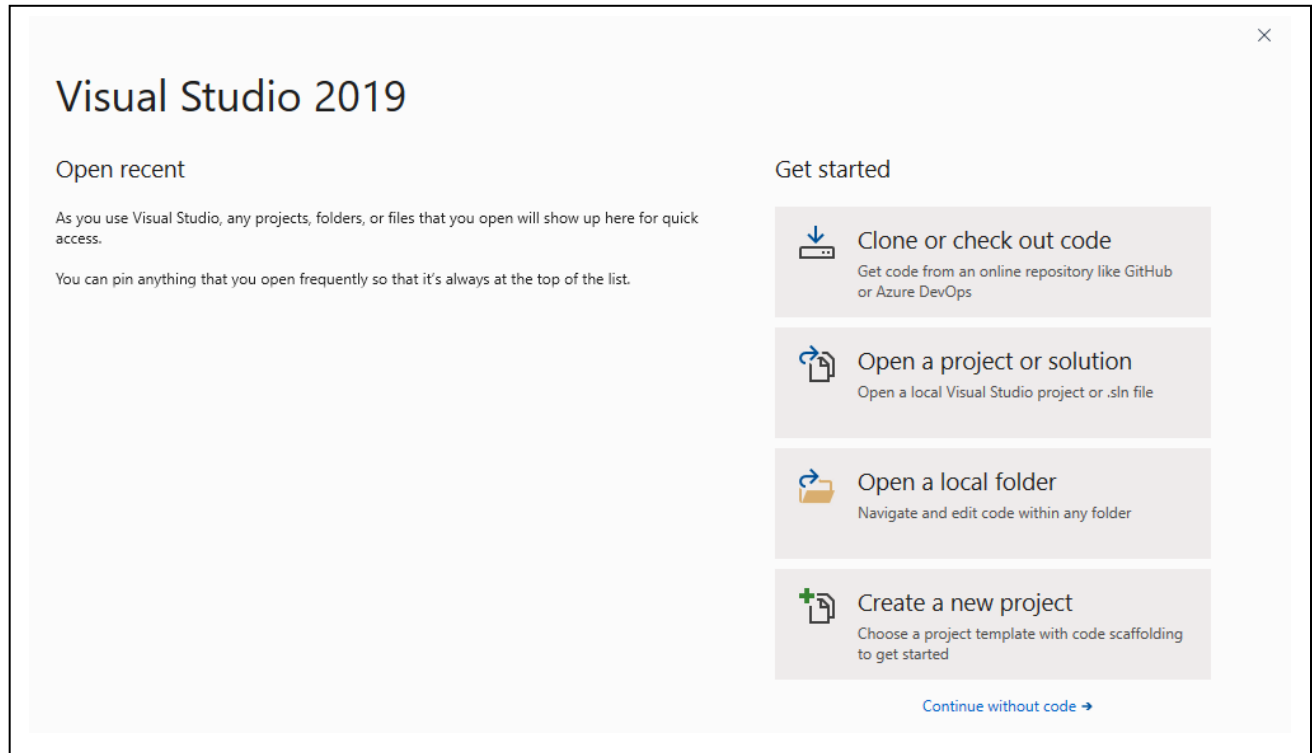 Visual Studio 2019
Open recent
As you use Visual Studio, any projects, folders, or files that you open will show up here for quick
access.
You can pin anything that you open frequently so that it's always at the top of the list.
Get started
Clone or check out code
Get code from an online repository like GitHub
or Azure DevOps
Open a project or solution
Open a local Visual Studio project or .sln file
Open a local folder
Navigate and edit code within any folder
Create a new project
Choose a project template with code scaffolding
to get started
Continue without code →